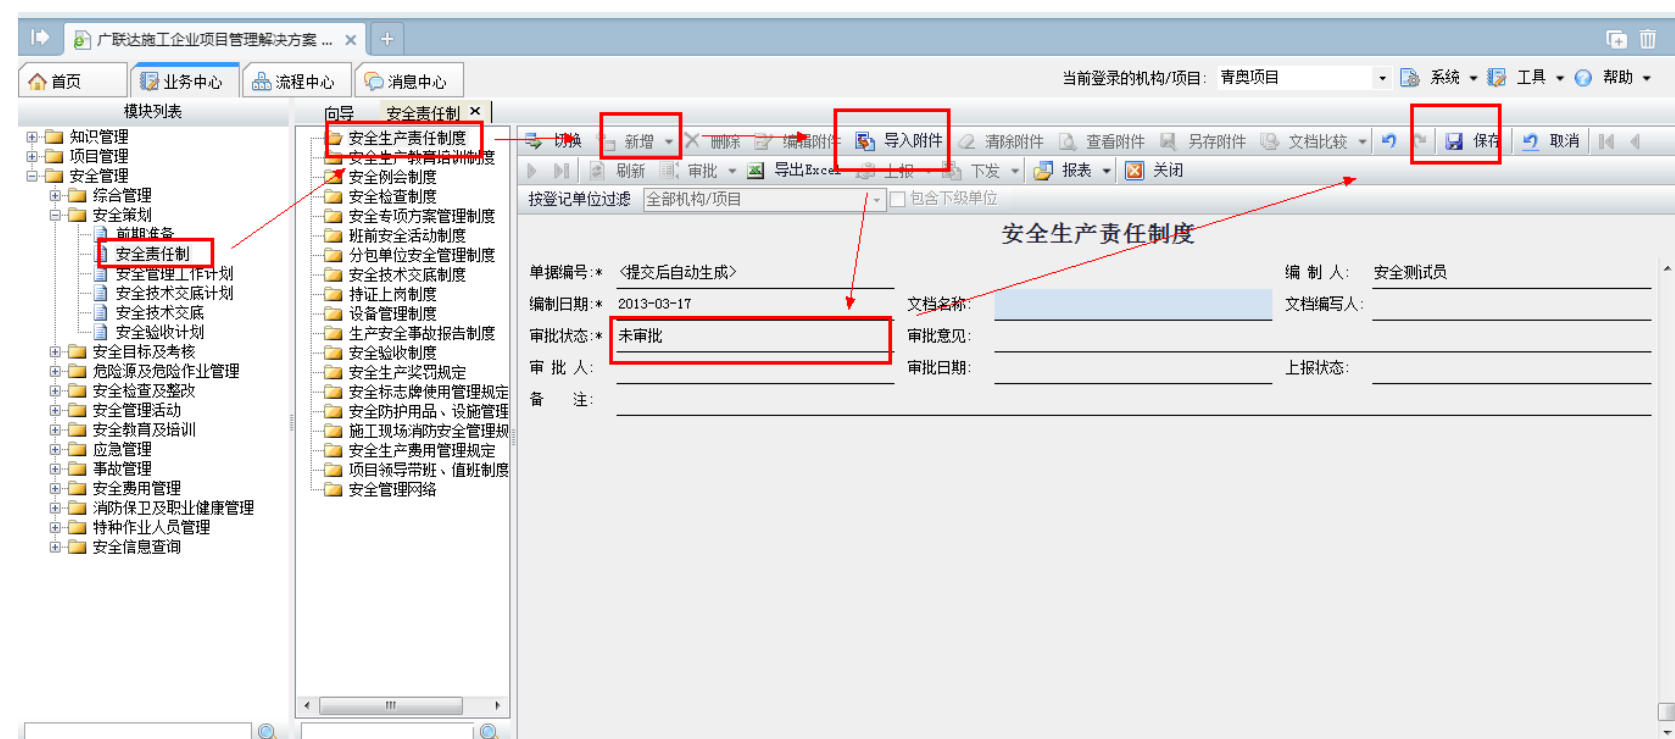 广联达施工企业项目管理解决方案 ...
首页
业务中心
流程中心
消息中心
当前登录的机构/项目:
青奥项目
系统
工具
帮助
模块列表
向导
安全责任制
知识管理
项目管理
安全管理
综合管理
安全策划
前期准备
安全责任制
安全管理工作计划
安全技术交底计划
安全技术交底
安全验收计划
安全目标及考核
危险源及危险作业管理
安全检查及整改
安全管理活动
安全教育及培训
应急管理
事故管理
安全费用管理
消防保卫及职业健康管理
特种作业人员管理
安全信息查询
安全生产责任制度
安全生产教育培训制度
安全例会制度
安全检查制度
安全专项方案管理制度
班前安全活动制度
分包单位安全管理制度
安全技术交底制度
持证上岗制度
设备管理制度
生产安全事故报告制度
安全验收制度
安全生产奖罚规定
安全标志牌使用管理规定
安全防护用品、设施管理
施工现场消防安全管理规
安全生产费用管理规定
项目领导带班、值班制度
安全管理网络
切换 新增 删除 编辑附件 导入附件 清除附件 查看附件 另存附件 文档比较 保存 取消
刷新 审批 导出Excel 上报 下发 报表 关闭
按登记单位过滤 全部机构/项目 包含下级单位
安全生产责任制度
单据编号:* <提交后自动生成> 编 制 人: 安全测试员
编制日期:* 2013-03-17 文档名称: 文档编写人:
审批状态:* 未审批 审批意见:
审 批 人: 审批日期: 上报状态:
备 注: